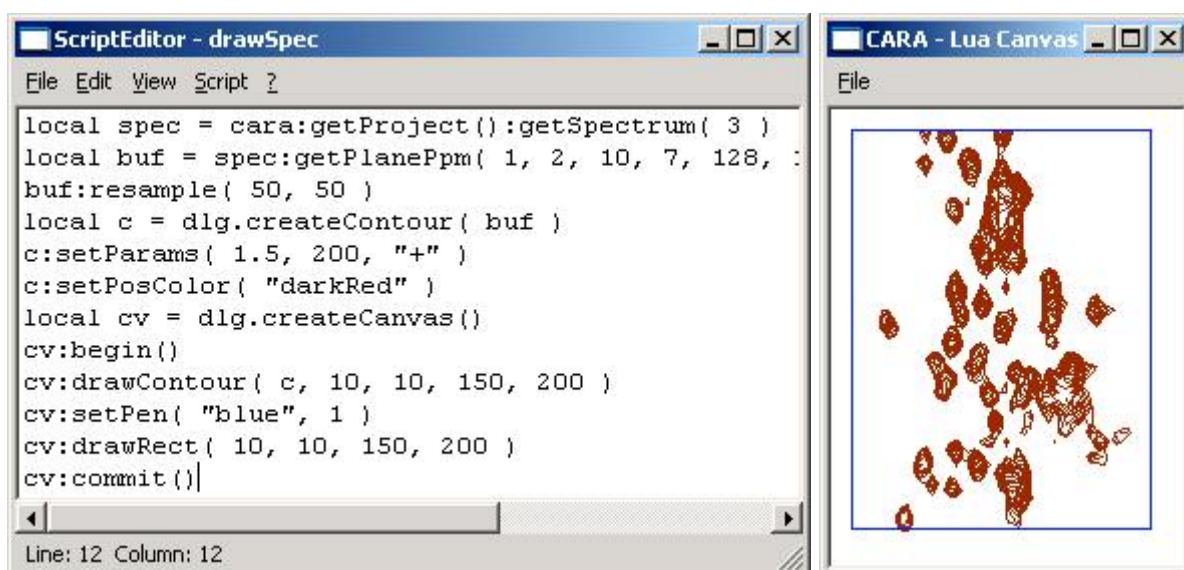 ScriptEditor - drawSpec
File Edit View Script ?
local spec = cara:getProject():getSpectrum( 3 )
local buf = spec:getPlanePpm( 1, 2, 10, 7, 128,
buf:resample( 50, 50 )
local c = dlg.createContour( buf )
c:setParams( 1.5, 200, "+" )
c:setPosColor( "darkRed" )
local cv = dlg.createCanvas()
cv:begin()
cv:drawContour( c, 10, 10, 150, 200 )
cv:setPen( "blue", 1 )
cv:drawRect( 10, 10, 150, 200 )
cv:commit()
Line: 12 Column: 12
CARA - Lua Canvas
File